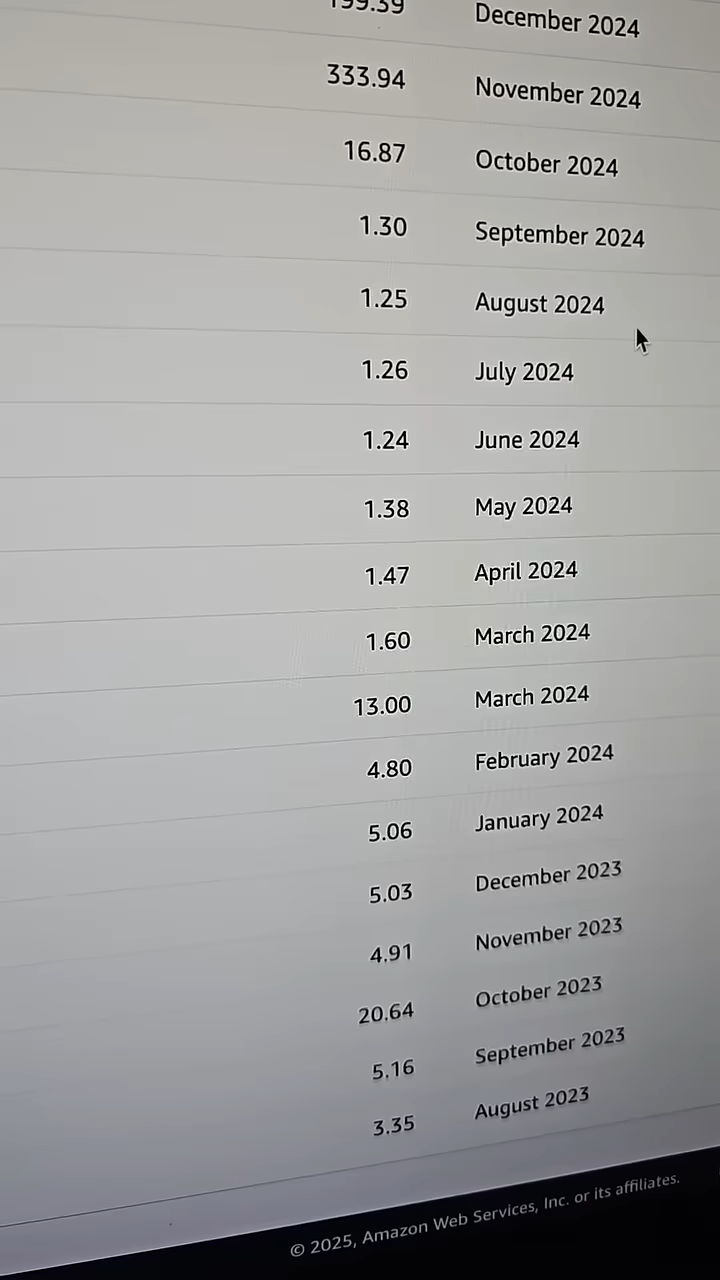 199.39 December 2024
333.94 November 2024
16.87 October 2024
1.30 September 2024
1.25 August 2024
1.26 July 2024
1.24 June 2024
1.38 May 2024
1.47 April 2024
1.60 March 2024
13.00 March 2024
4.80 February 2024
5.06 January 2024
5.03 December 2023
4.91 November 2023
20.64 October 2023
5.16 September 2023
3.35 August 2023
© 2025, Amazon Web Services, Inc. or its affiliates.